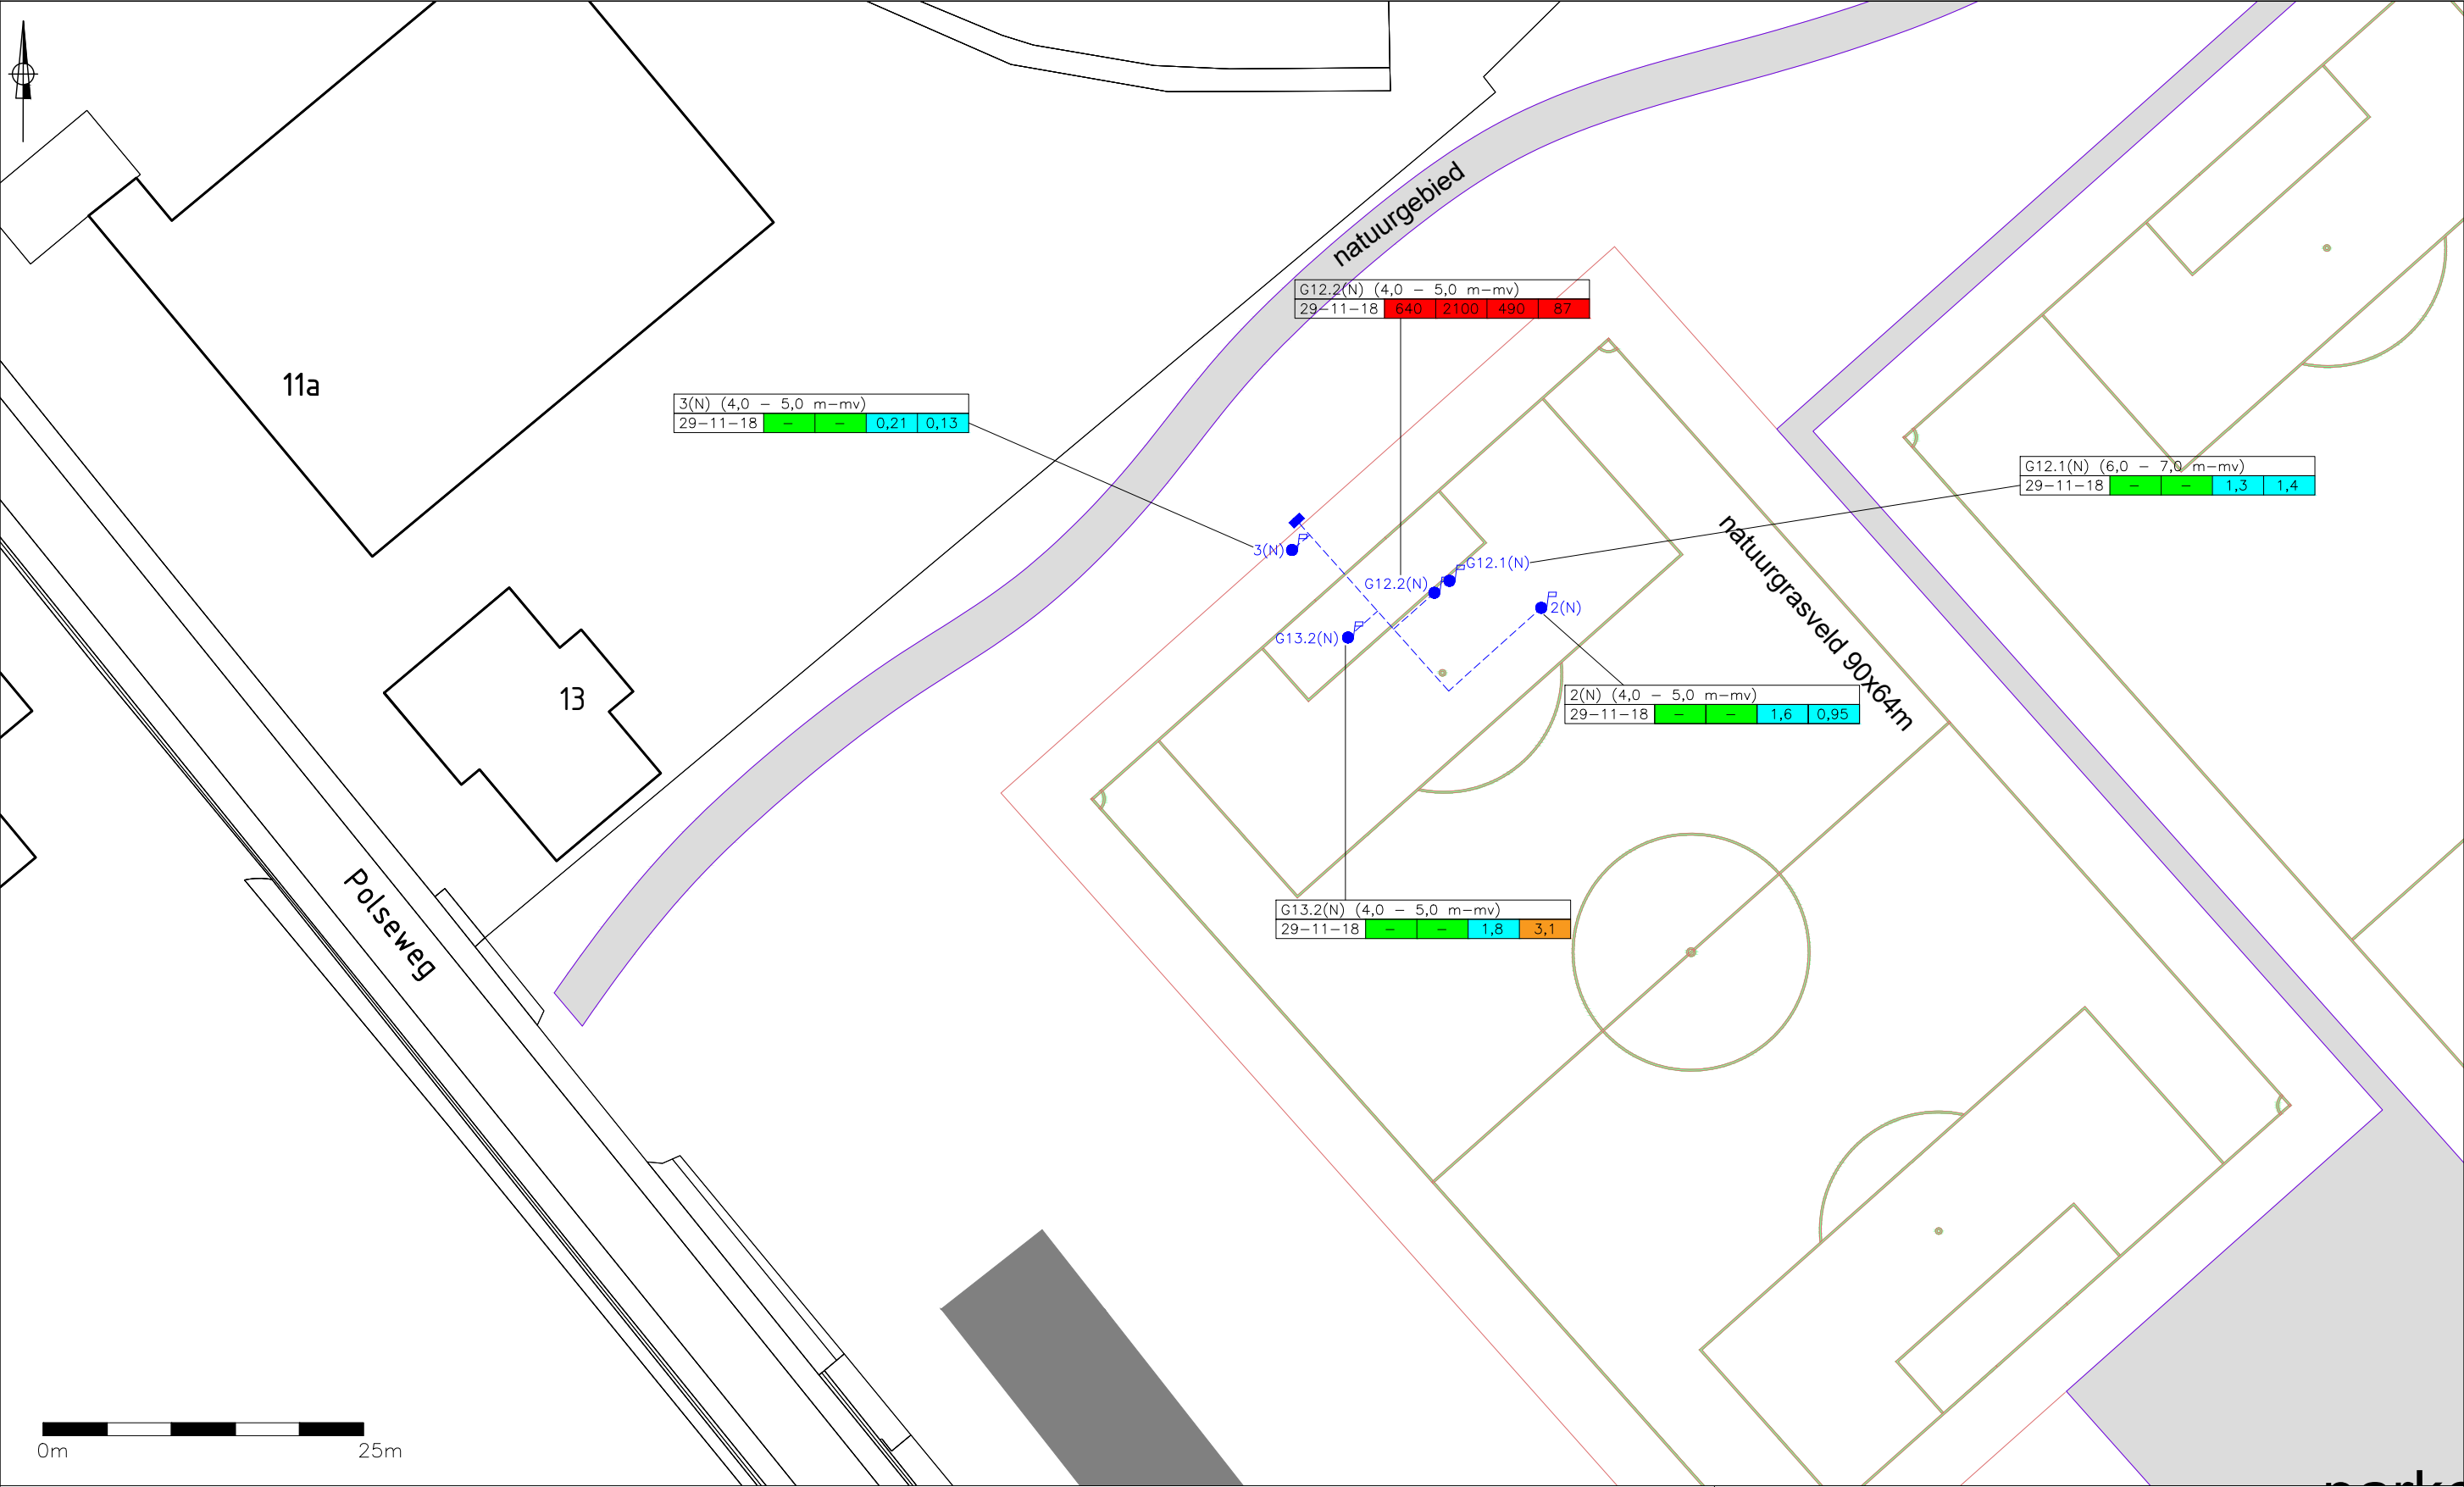 natuurgebied
G12.2(N) (4,0 - 5,0 m-mv)
29-11-18 640 2100 490 87
11a
3(N) (4,0 - 5,0 m-mv)
29-11-18 - - 0,21 0,13
G12.1(N) (6,0 - 7,0 m-mv)
29-11-18 - - 1,3 1,4
natuurgrasveld 90x64m
3(N)
G12.1(N)
G12.2(N)
2(N)
G13.2(N)
13
2(N) (4,0 - 5,0 m-mv)
29-11-18 - - 1,6 0,95
Polseweg
G13.2(N) (4,0 - 5,0 m-mv)
29-11-18 - - 1,8 3,1
0m 25m